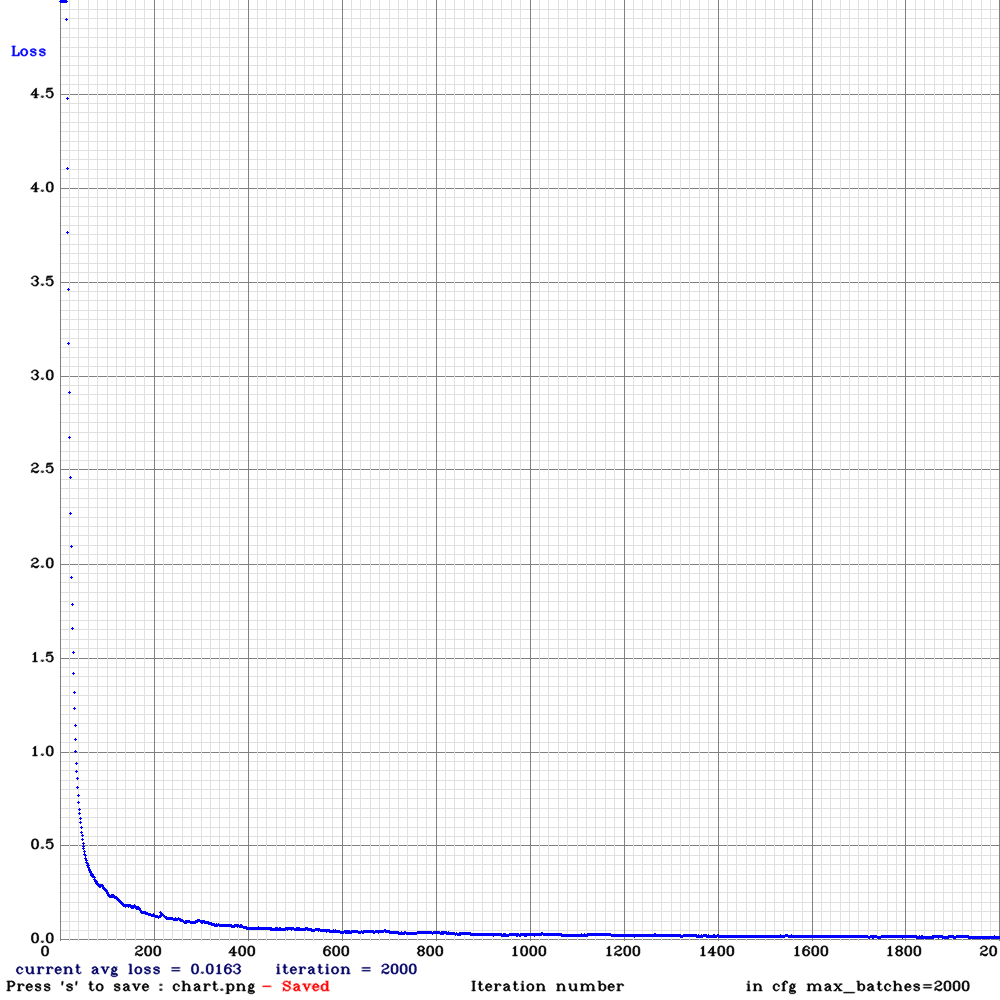 Loss
4.5
4.0
3.5
3.0
2.5
2.0
1.5
1.0
0.5
0.0
0 200 400 600 800 1000 1200 1400 1600 1800 20
current avg loss = 0.0163 iteration = 2000
Press 's' to save : chart.png - Saved Iteration number in cfg max_batches=2000